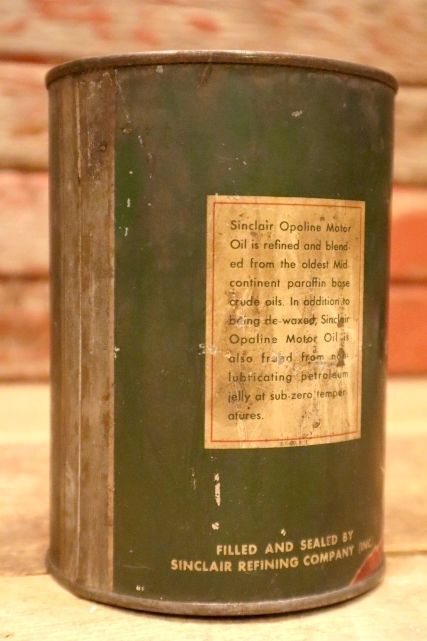 Sinclair Opaline Motor
Oil is refined and blend-
ed from the oldest Mid-
continent paraffin base
crude oils. In addition to
being de-waxed, Sinclair
Opaline Motor Oil is
also freed from non-
lubricating petroleum
jelly at sub-zero temper-
atures.
FILLED AND SEALED BY
SINCLAIR REFINING COMPANY (INC.)